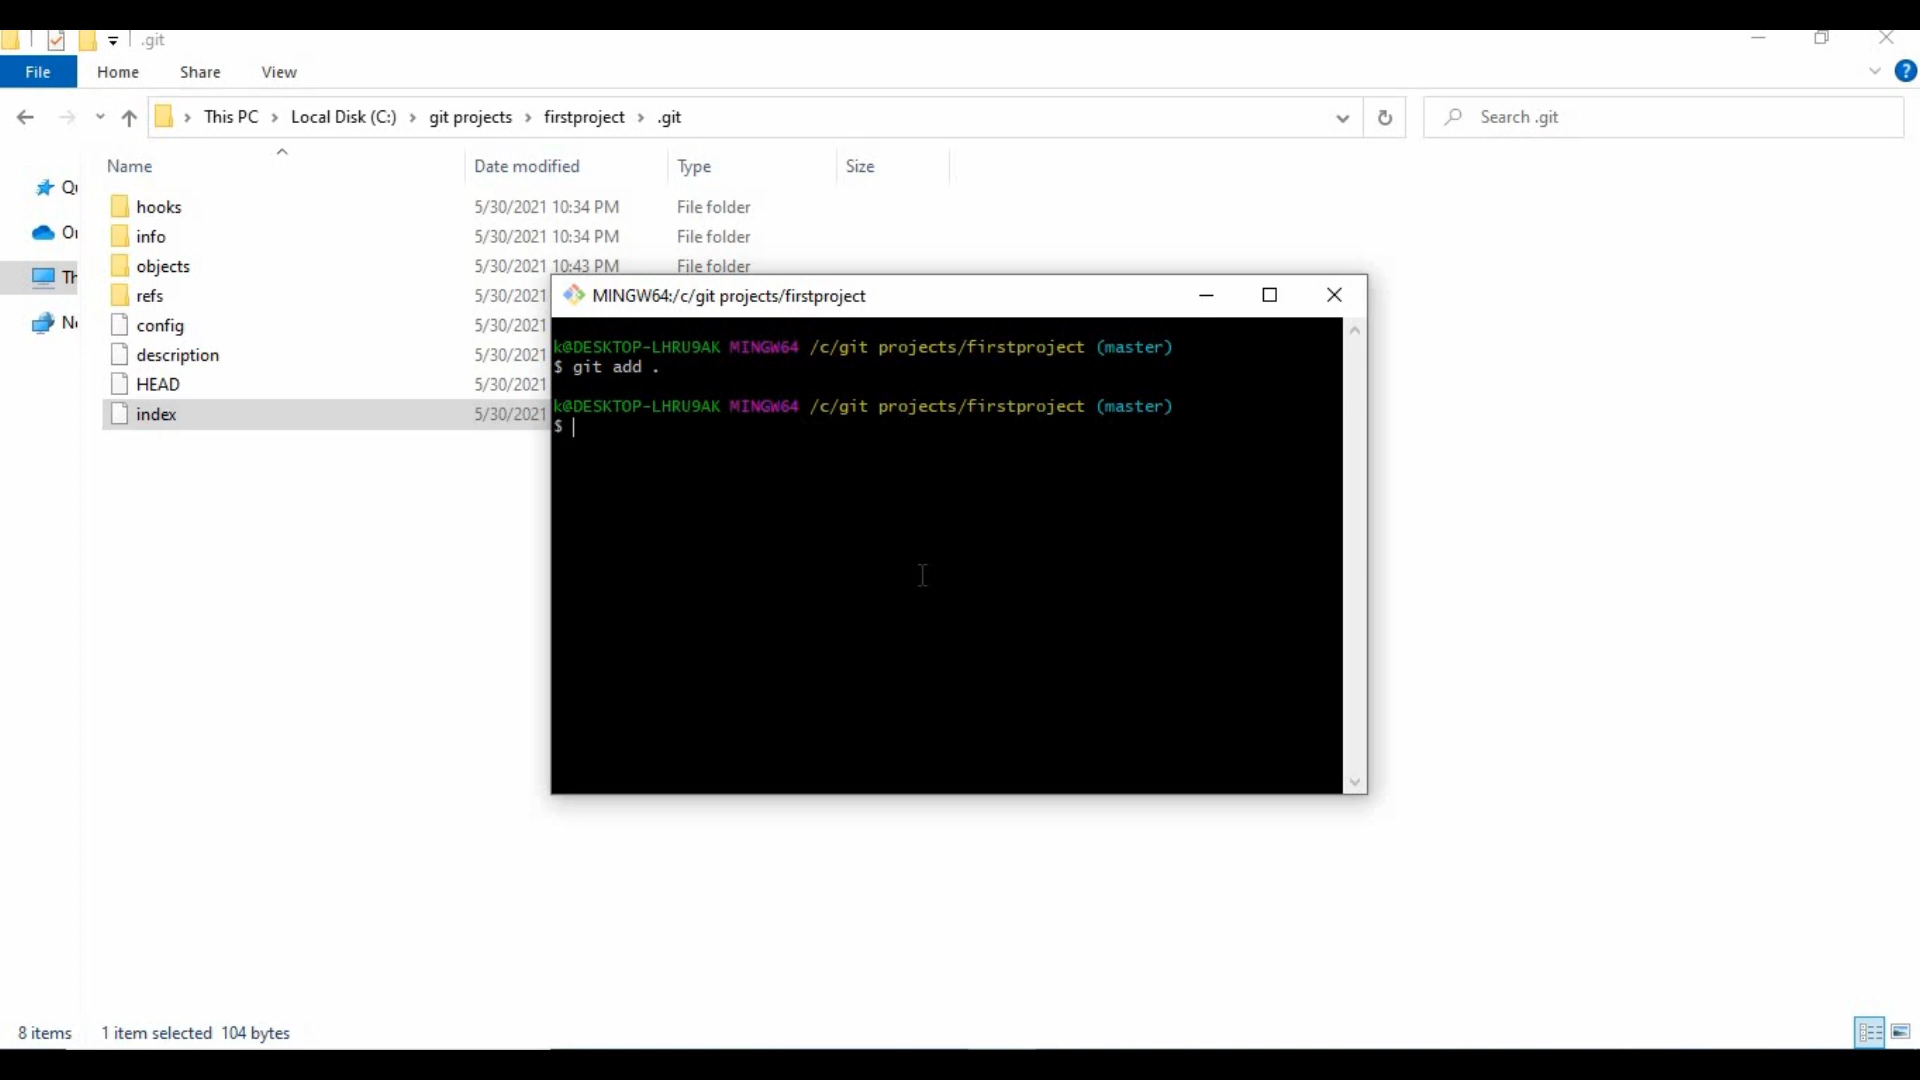 .git
File Home Share View
This PC > Local Disk (C:) > git projects > firstproject > .git
Search .git
Name Date modified Type Size
hooks 5/30/2021 10:34 PM File folder
info 5/30/2021 10:34 PM File folder
objects 5/30/2021 10:43 PM File folder
refs 5/30/2021
config 5/30/2021
description 5/30/2021
HEAD 5/30/2021
index 5/30/2021
Qu
On
Th
Ne
MINGW64:/c/git projects/firstproject
k@DESKTOP-LHRU9AK MINGW64 /c/git projects/firstproject (master)
$ git add .
k@DESKTOP-LHRU9AK MINGW64 /c/git projects/firstproject (master)
$
8 items 1 item selected 104 bytes